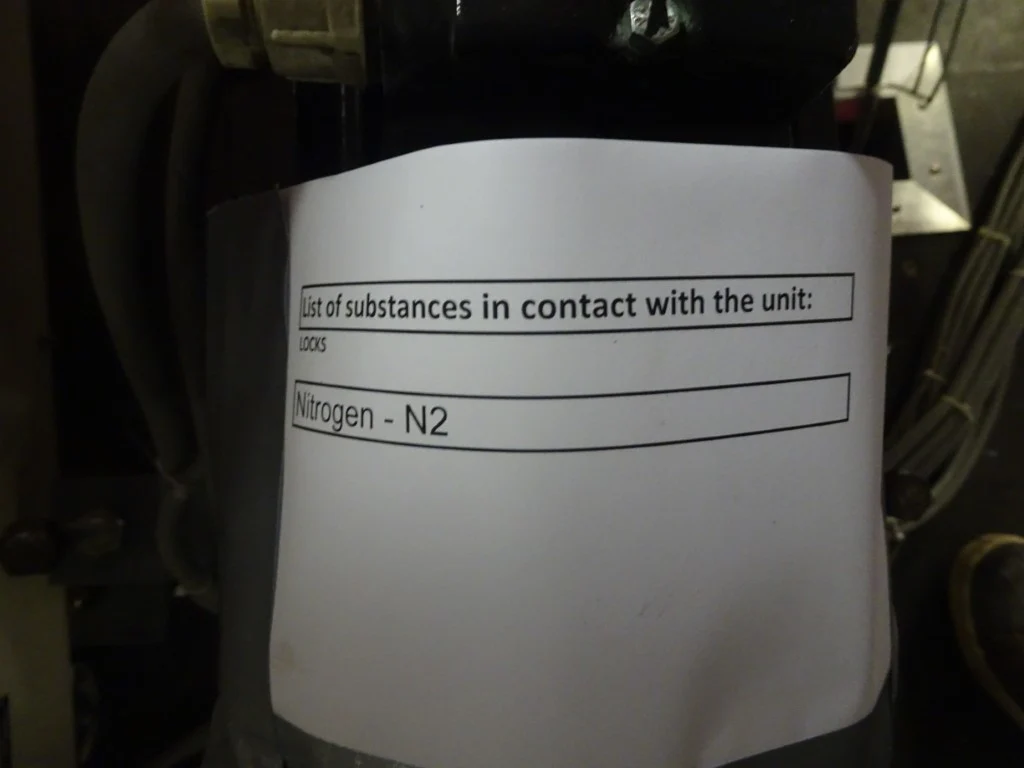 List of substances in contact with the unit:
LOCKS
Nitrogen - N2